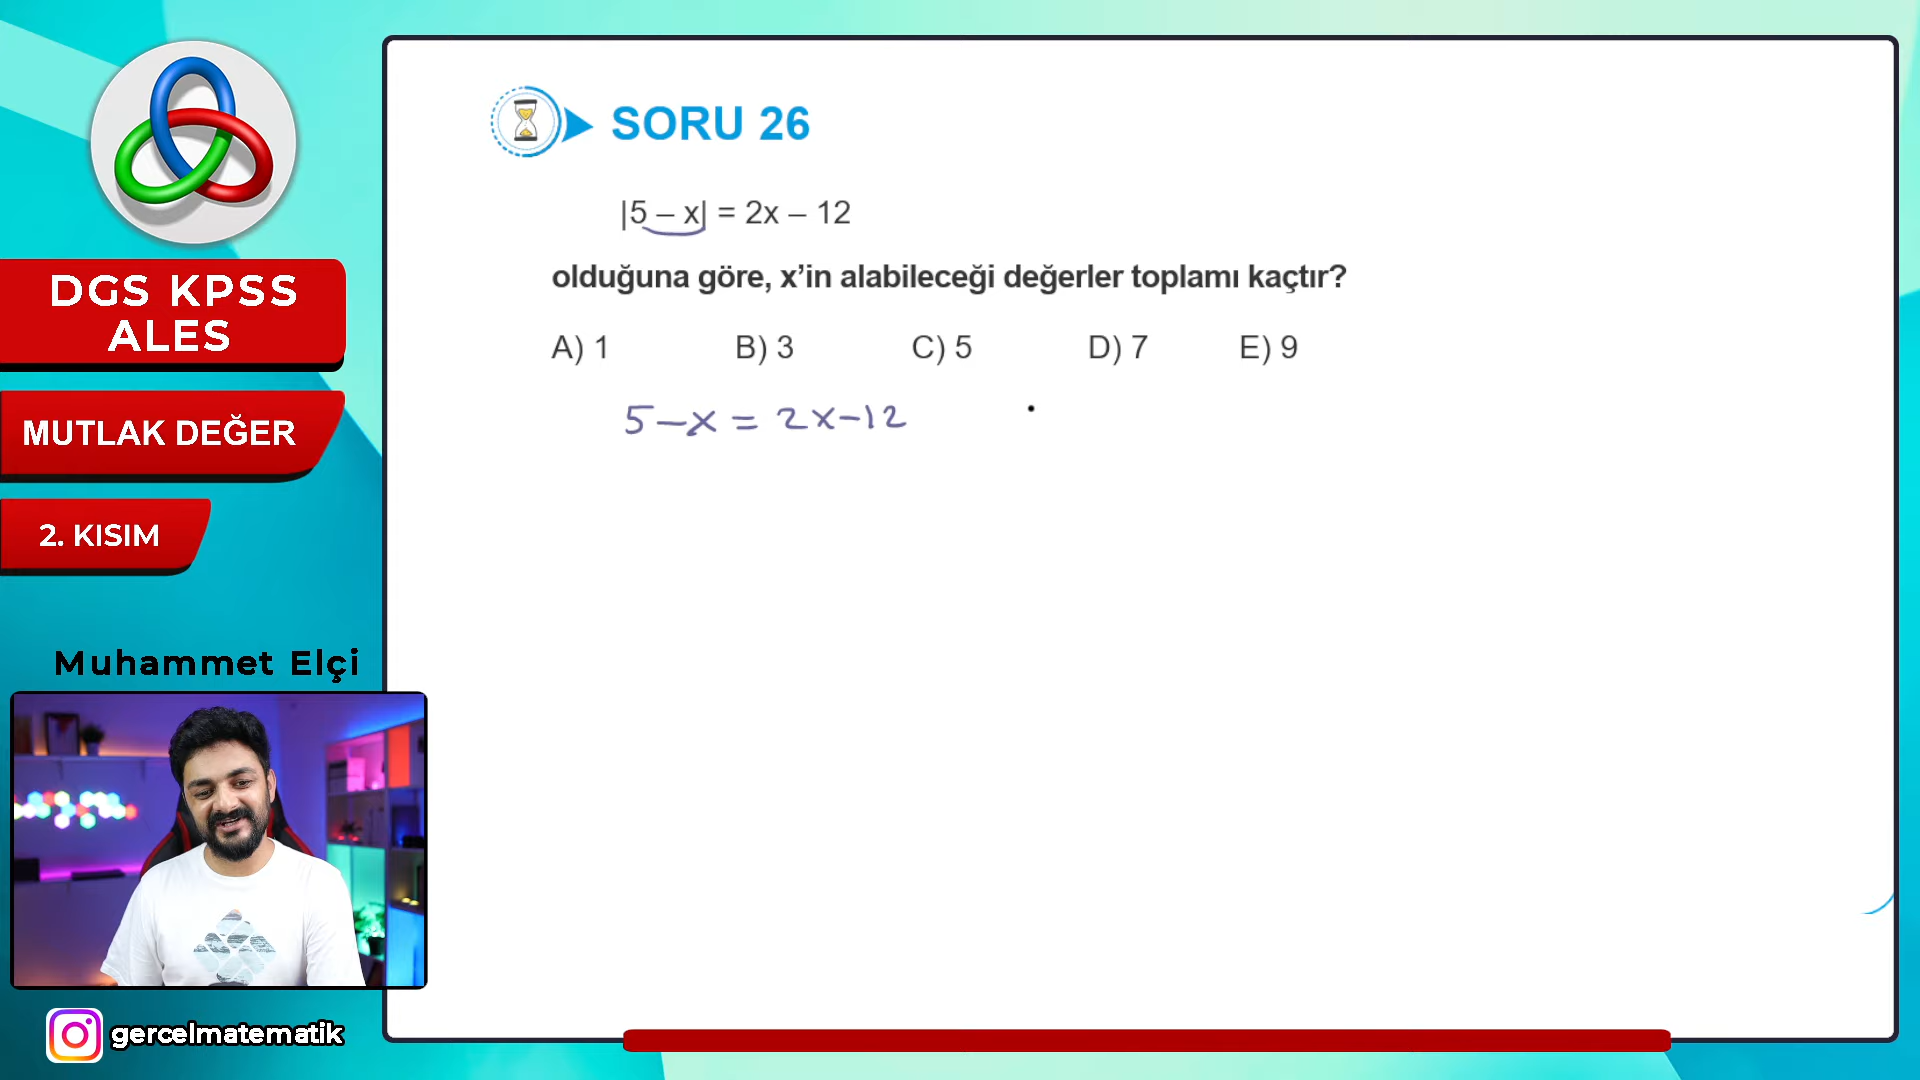 DGS KPSS
ALES
MUTLAK DEĞER
2. KISIM
Muhammet Elçi
gercelmatematik
SORU 26
|5 – x| = 2x – 12
olduğuna göre, x’in alabileceği değerler toplamı kaçtır?
A) 1 B) 3 C) 5 D) 7 E) 9
5 – x = 2x – 12